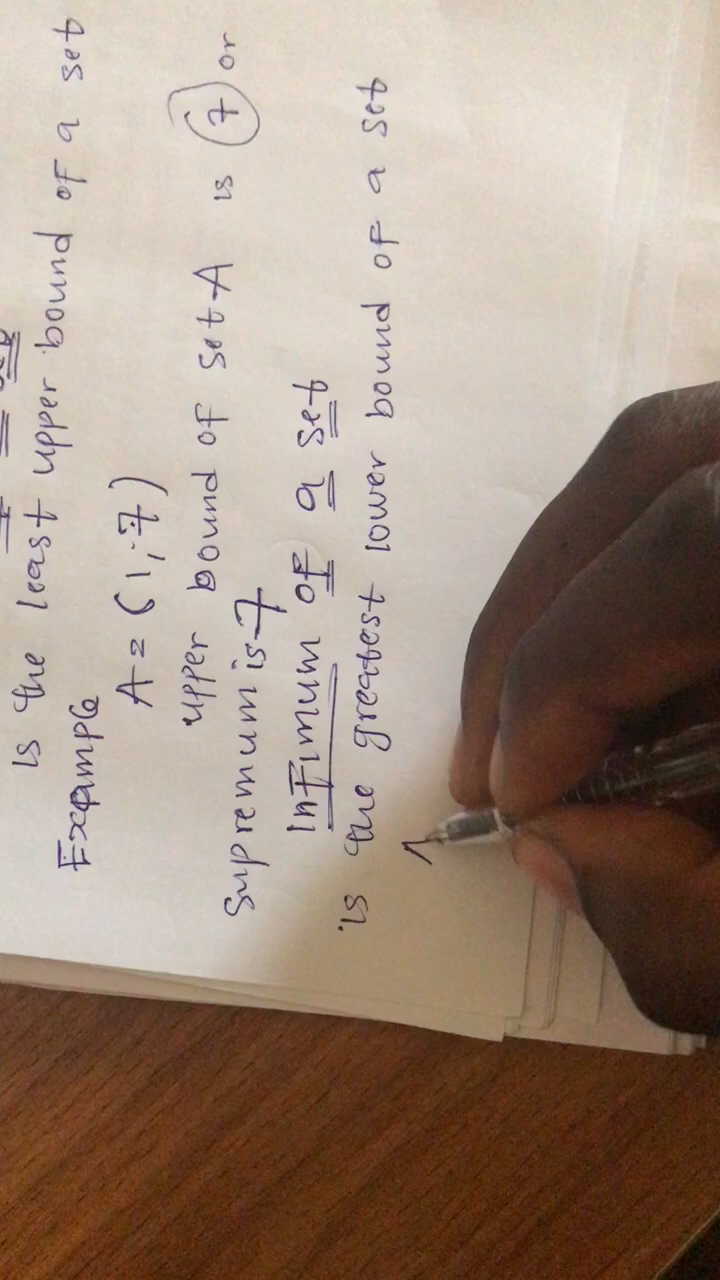 is the least upper bound of a set
Example
A = (1; 7)
upper bound of set A is 7 or
supremum is 7
Infimum of a set
is the greatest lower bound of a set